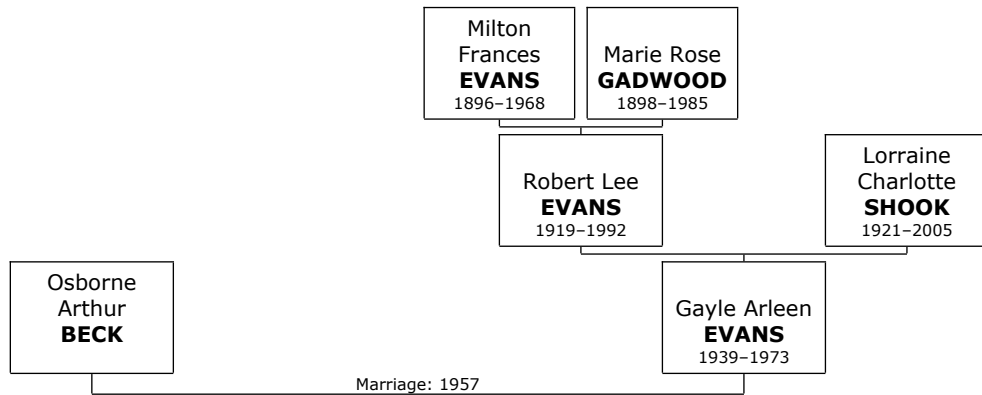 Milton
Frances
EVANS
1896–1968
Marie Rose
GADWOOD
1898–1985
Robert Lee
EVANS
1919–1992
Lorraine
Charlotte
SHOOK
1921–2005
Osborne
Arthur
BECK
Gayle Arleen
EVANS
1939–1973
Marriage: 1957